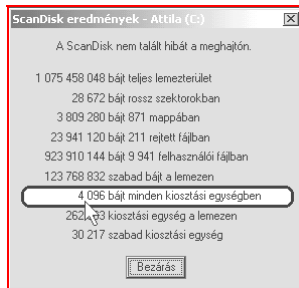 ScanDisk eredmények - Attila (C:)
A ScanDisk nem talált hibát a meghajtón.
1 075 458 048 bájt teljes lemezterület
28 672 bájt rossz szektorokban
3 809 280 bájt 871 mappában
23 941 120 bájt 211 rejtett fájlban
923 910 144 bájt 9 941 felhasználói fájlban
123 768 832 szabad bájt a lemezen
4 096 bájt minden kiosztási egységben
kiosztási egység a lemezen
30 217 szabad kiosztási egység
Bezárás